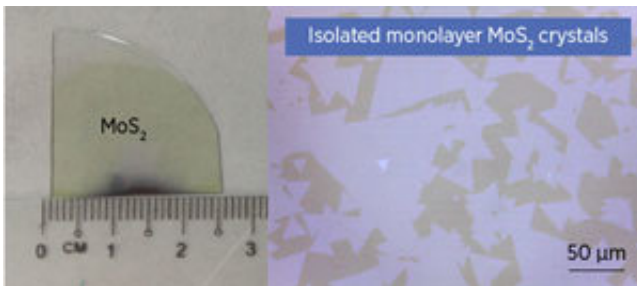 Isolated monolayer MoS₂ crystals
MoS₂
0 CM 1 2 3
50 μm